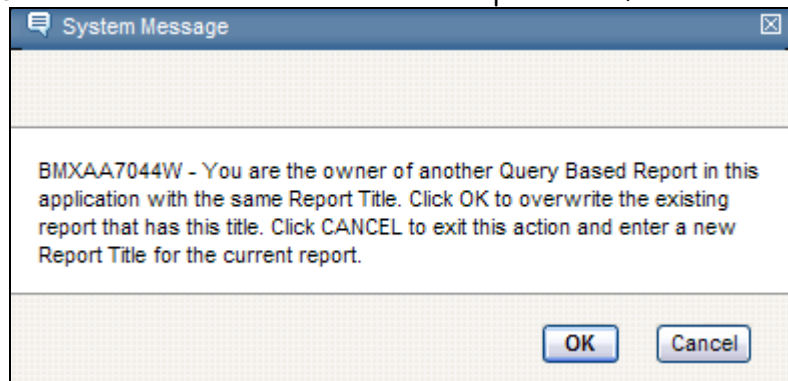 System Message
BMXAA7044W - You are the owner of another Query Based Report in this
application with the same Report Title. Click OK to overwrite the existing
report that has this title. Click CANCEL to exit this action and enter a new
Report Title for the current report.
OK Cancel